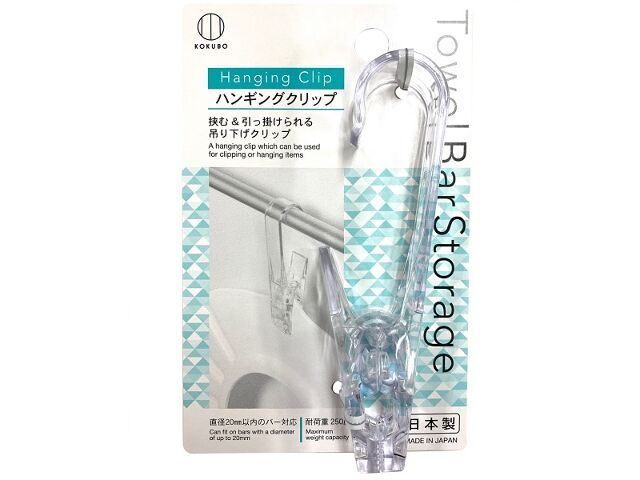 KOKUBO
Hanging Clip
ハンギングクリップ
挟む & 引っ掛けられる
吊り下げクリップ
A hanging clip which can be used
for clipping or hanging items
Towel Bar Storage
直径20mm以内のバー対応
Can fit on bars with a diameter
of up to 20mm
耐荷重 250g
Maximum
weight capacity
日本製
MADE IN JAPAN